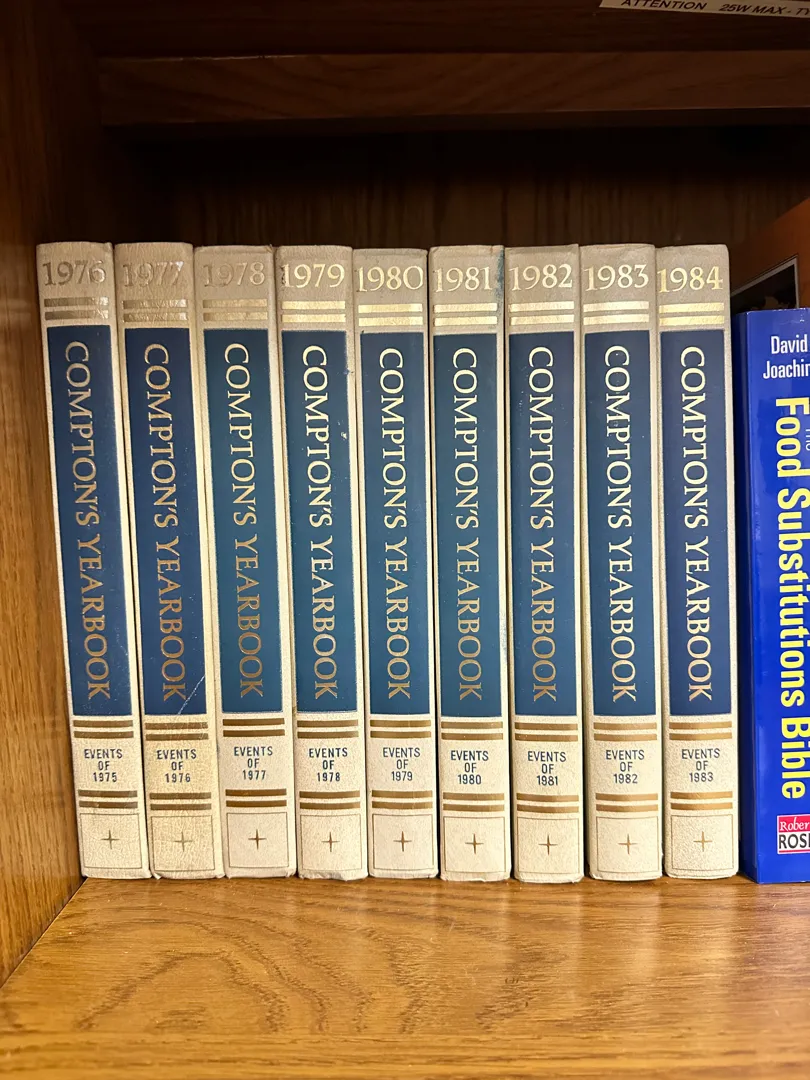 ATTENTION 25W MAX - TY
1976
COMPTON'S YEARBOOK
EVENTS
OF
1975
1977
COMPTON'S YEARBOOK
EVENTS
OF
1976
1978
COMPTON'S YEARBOOK
EVENTS
OF
1977
1979
COMPTON'S YEARBOOK
EVENTS
OF
1978
1980
COMPTON'S YEARBOOK
EVENTS
OF
1979
1981
COMPTON'S YEARBOOK
EVENTS
OF
1980
1982
COMPTON'S YEARBOOK
EVENTS
OF
1981
1983
COMPTON'S YEARBOOK
EVENTS
OF
1982
1984
COMPTON'S YEARBOOK
EVENTS
OF
1983
David
Joachim
Food Substitutions Bible